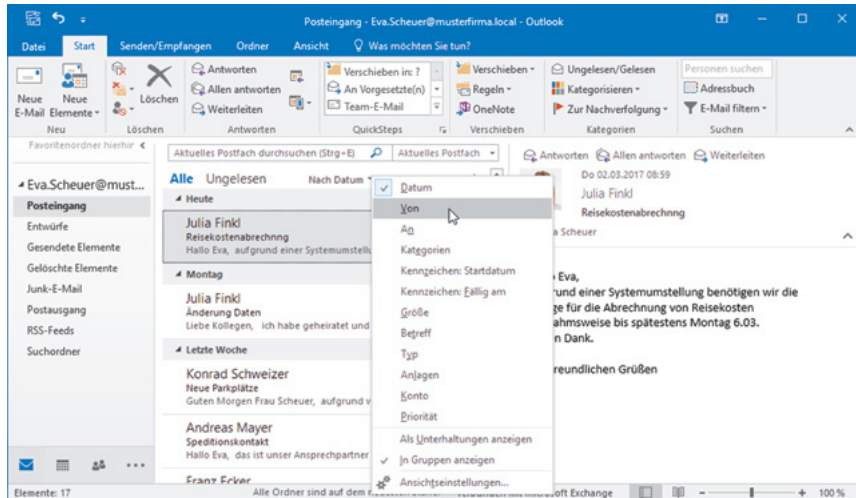 Posteingang - Eva.Scheuer@musterfirma.local - Outlook
Datei Start Senden/Empfangen Ordner Ansicht Was möchten Sie tun?
Neue E-Mail
Neue Elemente
Neu
Löschen
Löschen
Antworten
Allen antworten
Weiterleiten
Antworten
Verschieben in: ?
An Vorgesetzte(n)
Team-E-Mail
QuickSteps
Verschieben
Regeln
OneNote
Verschieben
Ungelesen/Gelesen
Kategorisieren
Zur Nachverfolgung
Kategorien
Personen suchen
Adressbuch
E-Mail filtern
Suchen
Favoritenordner hierhin
Eva.Scheuer@must...
Posteingang
Entwürfe
Gesendete Elemente
Gelöschte Elemente
Junk-E-Mail
Postausgang
RSS-Feeds
Suchordner
Aktuelles Postfach durchsuchen (Strg+E) Aktuelles Postfach
Alle Ungelesen Nach Datum
Heute
Julia Finkl
Reisekostenabrechnng
Hallo Eva, aufgrund einer Systemumstellu
Montag
Julia Finkl
Änderung Daten
Liebe Kollegen, ich habe geheiratet und
Letzte Woche
Konrad Schweizer
Neue Parkplätze
Guten Morgen Frau Scheuer, aufgrund v
Andreas Mayer
Speditionskontakt
Hallo Eva, das ist unser Ansprechpartner
Franz Ecker
Datum
Von
An
Kategorien
Kennzeichen: Startdatum
Kennzeichen: Fällig am
Größe
Betreff
Typ
Anlagen
Konto
Priorität
Als Unterhaltungen anzeigen
In Gruppen anzeigen
Ansichtseinstellungen...
Antworten Allen antworten Weiterleiten
Do 02.03.2017 08:59
Julia Finkl
Reisekostenabrechnng
a Scheuer
Eva,
rund einer Systemumstellung benötigen wir die
ge für die Abrechnung von Reisekosten
ahmsweise bis spätestens Montag 6.03.
n Dank.
reundlichen Grüßen
Elemente: 17 Alle Ordner sind auf dem oft Exchange 100 %